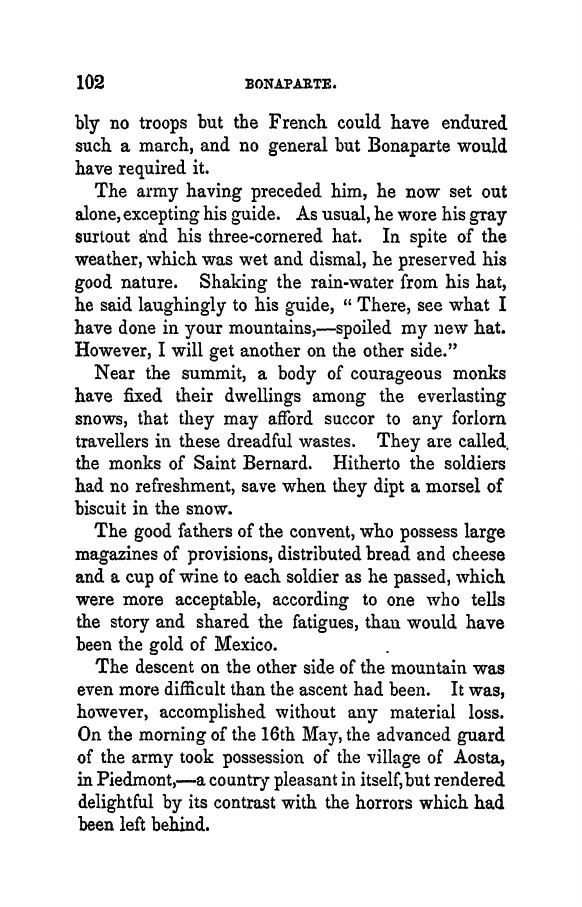 102 BONAPARTE.
bly no troops but the French could have endured
such a march, and no general but Bonaparte would
have required it.
The army having preceded him, he now set out
alone, excepting his guide. As usual, he wore his gray
surtout and his three-cornered hat. In spite of the
weather, which was wet and dismal, he preserved his
good nature. Shaking the rain-water from his hat,
he said laughingly to his guide, “ There, see what I
have done in your mountains,—spoiled my new hat.
However, I will get another on the other side.”
Near the summit, a body of courageous monks
have fixed their dwellings among the everlasting
snows, that they may afford succor to any forlorn
travellers in these dreadful wastes. They are called
the monks of Saint Bernard. Hitherto the soldiers
had no refreshment, save when they dipt a morsel of
biscuit in the snow.
The good fathers of the convent, who possess large
magazines of provisions, distributed bread and cheese
and a cup of wine to each soldier as he passed, which
were more acceptable, according to one who tells
the story and shared the fatigues, than would have
been the gold of Mexico.
The descent on the other side of the mountain was
even more difficult than the ascent had been. It was,
however, accomplished without any material loss.
On the morning of the 16th May, the advanced guard
of the army took possession of the village of Aosta,
in Piedmont,—a country pleasant in itself, but rendered
delightful by its contrast with the horrors which had
been left behind.